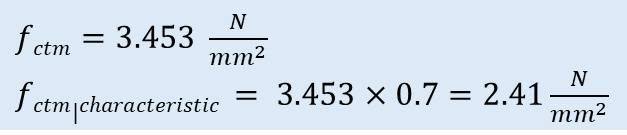 f_ctm = 3.453 N/mm²
f_ctm|characteristic = 3.453 × 0.7 = 2.41 N/mm²